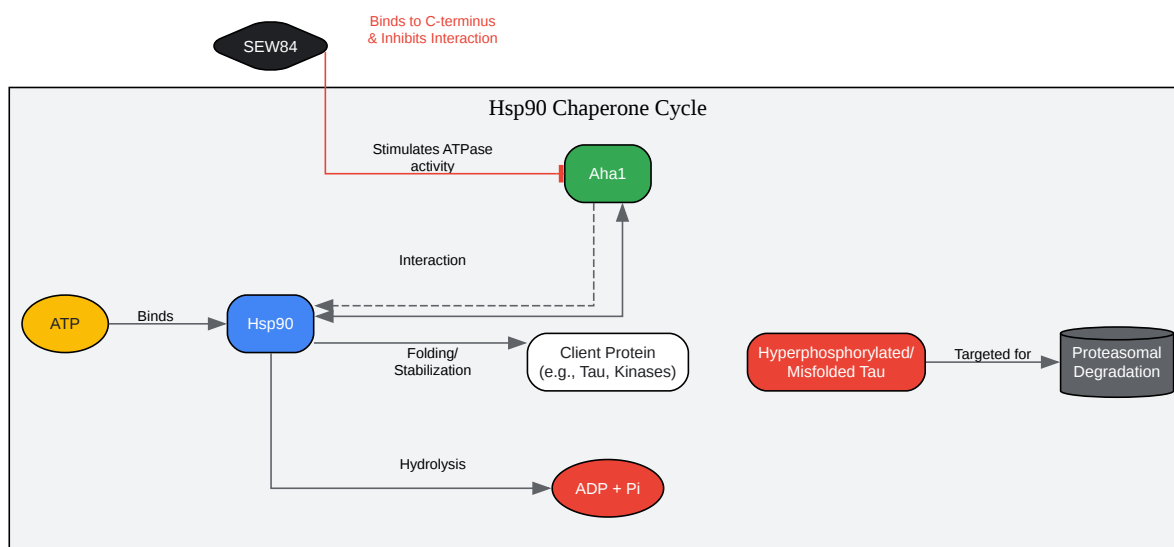 Binds to C-terminus
& Inhibits Interaction
SEW84
Hsp90 Chaperone Cycle
Stimulates ATPase
activity
Aha1
Interaction
ATP
Binds
Hsp90
Folding/
Stabilization
Client Protein
(e.g., Tau, Kinases)
Hyperphosphorylated/
Misfolded Tau
Targeted for
Proteasomal
Degradation
Hydrolysis
ADP + Pi